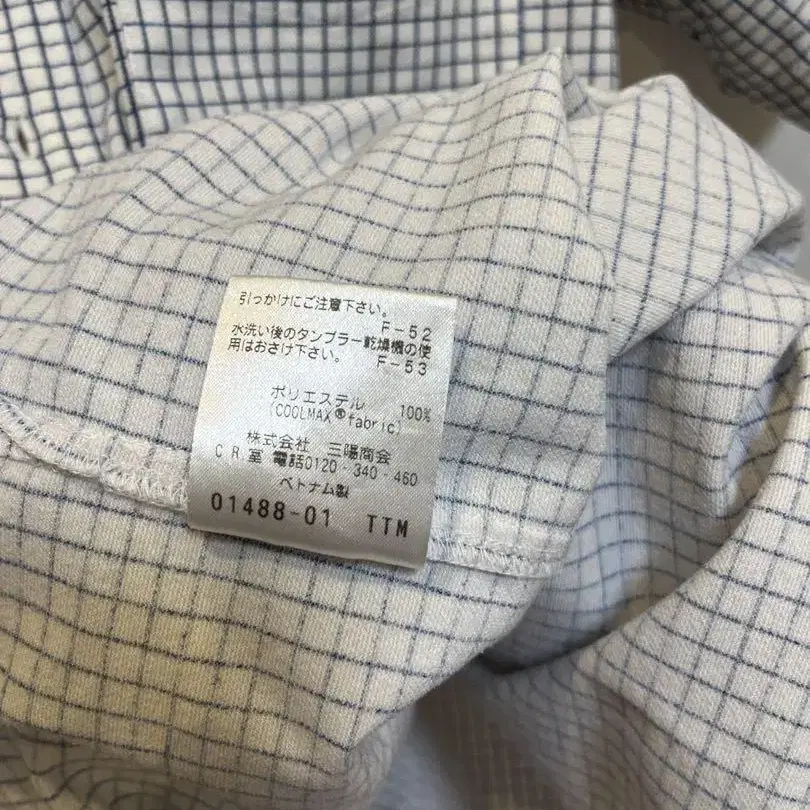 引っかけにご注意下さい。
F-52
水洗い後のタンブラー乾燥機の使
用はおさけ下さい。 F-53
ポリエステル 100%
(COOLMAX®fabric)
株式会社 三陽商会
CR室 電話0120-340-460
ベトナム製
01488-01 TTM